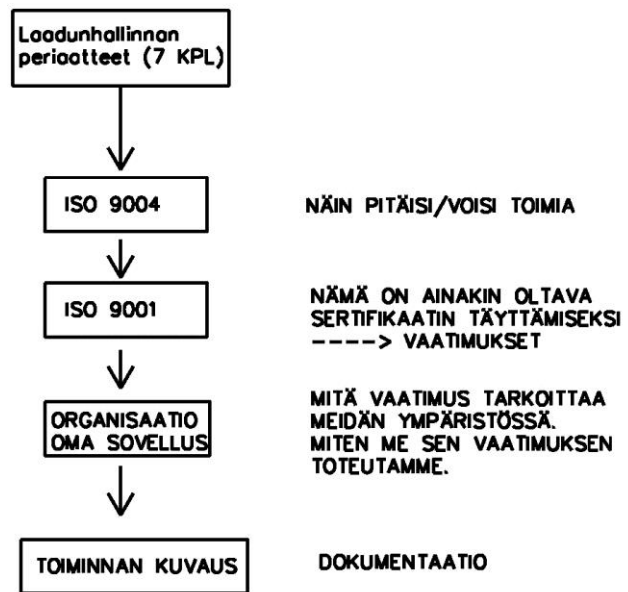 Laadunhallinnan
periaatteet (7 KPL)
ISO 9004
NÄIN PITÄISI/VOISI TOIMIA
ISO 9001
NÄMÄ ON AINAKIN OLTAVA
SERTIFIKAATIN TÄYTTÄMISEKSI
----> VAATIMUKSET
ORGANISAATIO
OMA SOVELLUS
MITÄ VAATIMUS TARKOITTAA
MEIDÄN YMPÄRISTÖSSÄ.
MITEN ME SEN VAATIMUKSEN
TOTEUTAMME.
TOIMINNAN KUVAUS
DOKUMENTAATIO